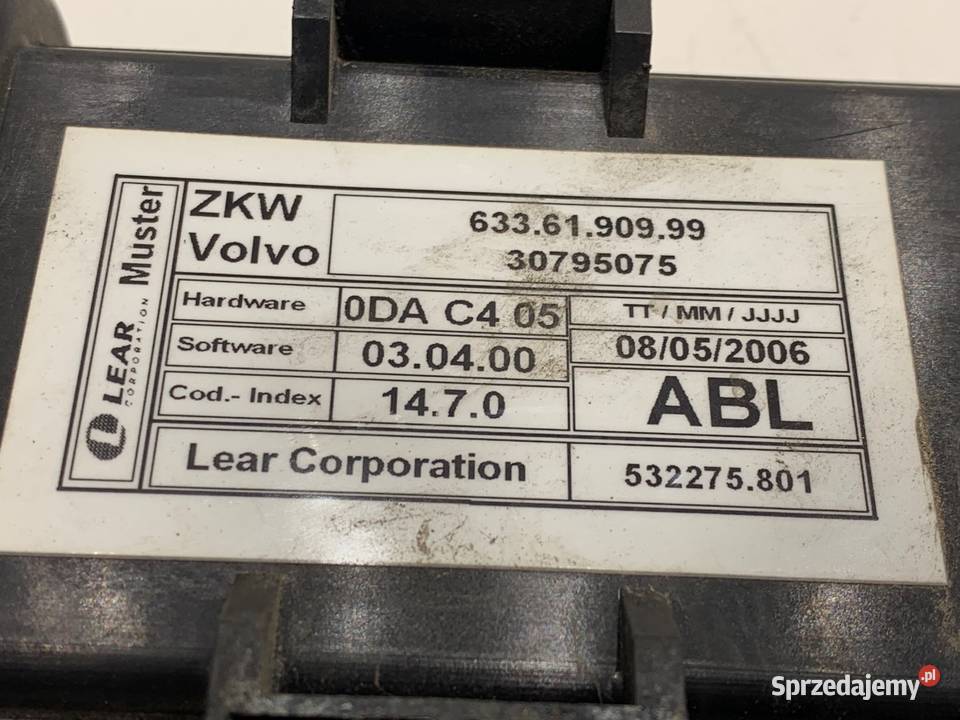 LEAR
CORPORATION
Muster
ZKW 633.61.909.99
Volvo 30795075
Hardware 0DA C4 05 TT / MM / JJJJ
Software 03.04.00 08/05/2006
Cod.- Index 14.7.0 ABL
Lear Corporation 532275.801
Sprzedajemy.pl